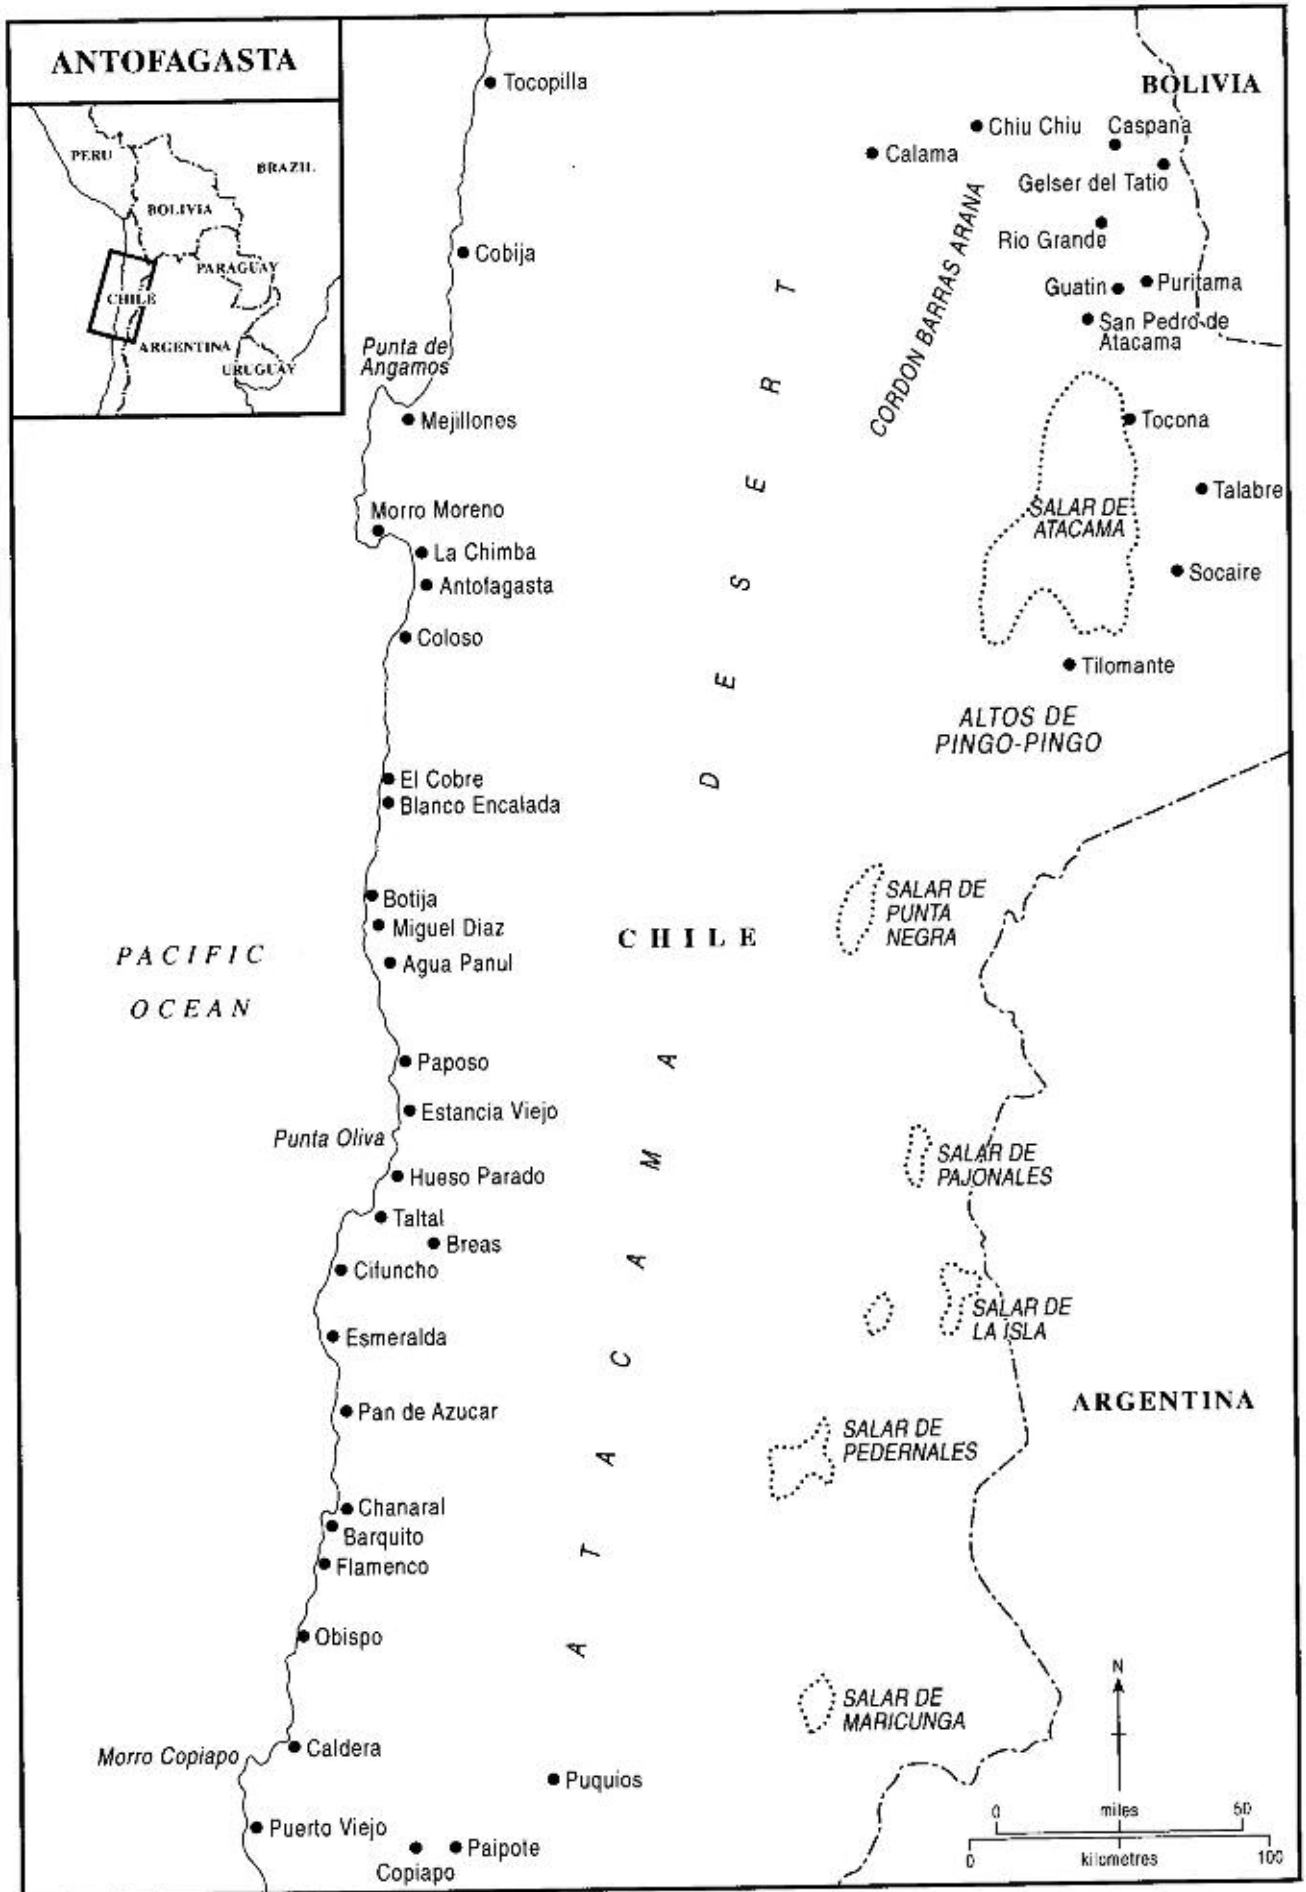 ANTOFAGASTA
PERU
BRAZIL
BOLIVIA
PARAGUAY
CHILE
ARGENTINA
URUGUAY
Tocopilla
BOLIVIA
Chiu Chiu
Caspana
Calama
Gelser del Tatio
CORDON BARRAS ARANA
Rio Grande
Cobija
Guatin
Puritama
San Pedro de
Atacama
Punta de
Angamos
Mejillones
Tocona
Talabre
SALAR DE
ATACAMA
Morro Moreno
La Chimba
Antofagasta
Socaire
Coloso
Tilomante
ALTOS DE
PINGO-PINGO
El Cobre
Blanco Encalada
Botija
Miguel Diaz
Agua Panul
SALAR DE
PUNTA
NEGRA
CHILE
PACIFIC
OCEAN
ATACAMA DESERT
Paposo
Estancia Viejo
Punta Oliva
SALAR DE
PAJONALES
Hueso Parado
Taltal
Breas
Cifuncho
SALAR DE
LA ISLA
Esmeralda
ARGENTINA
Pan de Azucar
SALAR DE
PEDERNALES
Chanaral
Barquito
Flamenco
Obispo
N
SALAR DE
MARICUNGA
Caldera
Morro Copiapo
Puquios
Puerto Viejo
Paipote
Copiapo
0 miles 50
0 kilometres 100